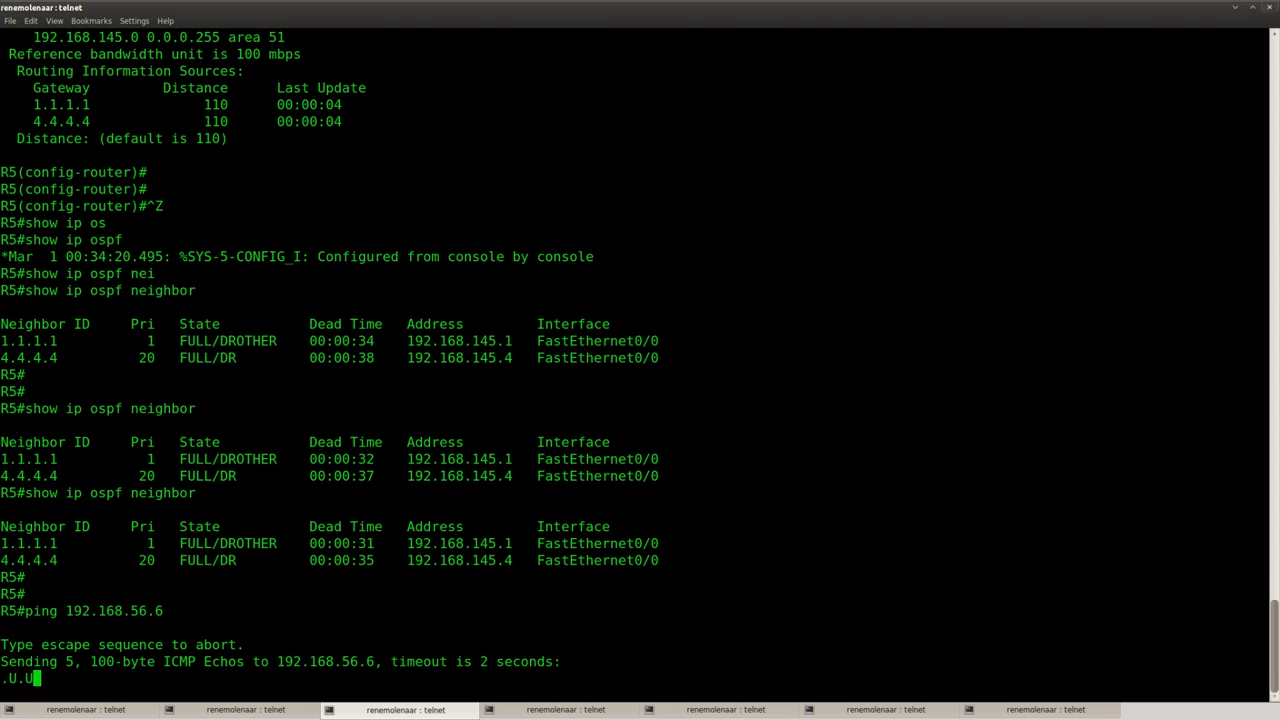 renemolenaar : telnet
File Edit View Bookmarks Settings Help
192.168.145.0 0.0.0.255 area 51
Reference bandwidth unit is 100 mbps
Routing Information Sources:
Gateway Distance Last Update
1.1.1.1 110 00:00:04
4.4.4.4 110 00:00:04
Distance: (default is 110)
R5(config-router)#
R5(config-router)#
R5(config-router)#^Z
R5#show ip os
R5#show ip ospf
*Mar 1 00:34:20.495: %SYS-5-CONFIG_I: Configured from console by console
R5#show ip ospf nei
R5#show ip ospf neighbor
Neighbor ID Pri State Dead Time Address Interface
1.1.1.1 1 FULL/DROTHER 00:00:34 192.168.145.1 FastEthernet0/0
4.4.4.4 20 FULL/DR 00:00:38 192.168.145.4 FastEthernet0/0
R5#
R5#
R5#show ip ospf neighbor
Neighbor ID Pri State Dead Time Address Interface
1.1.1.1 1 FULL/DROTHER 00:00:32 192.168.145.1 FastEthernet0/0
4.4.4.4 20 FULL/DR 00:00:37 192.168.145.4 FastEthernet0/0
R5#show ip ospf neighbor
Neighbor ID Pri State Dead Time Address Interface
1.1.1.1 1 FULL/DROTHER 00:00:31 192.168.145.1 FastEthernet0/0
4.4.4.4 20 FULL/DR 00:00:35 192.168.145.4 FastEthernet0/0
R5#
R5#
R5#ping 192.168.56.6
Type escape sequence to abort.
Sending 5, 100-byte ICMP Echos to 192.168.56.6, timeout is 2 seconds:
.U.U
renemolenaar : telnet renemolenaar : telnet renemolenaar : telnet renemolenaar : telnet renemolenaar : telnet renemolenaar : telnet renemolenaar : telnet